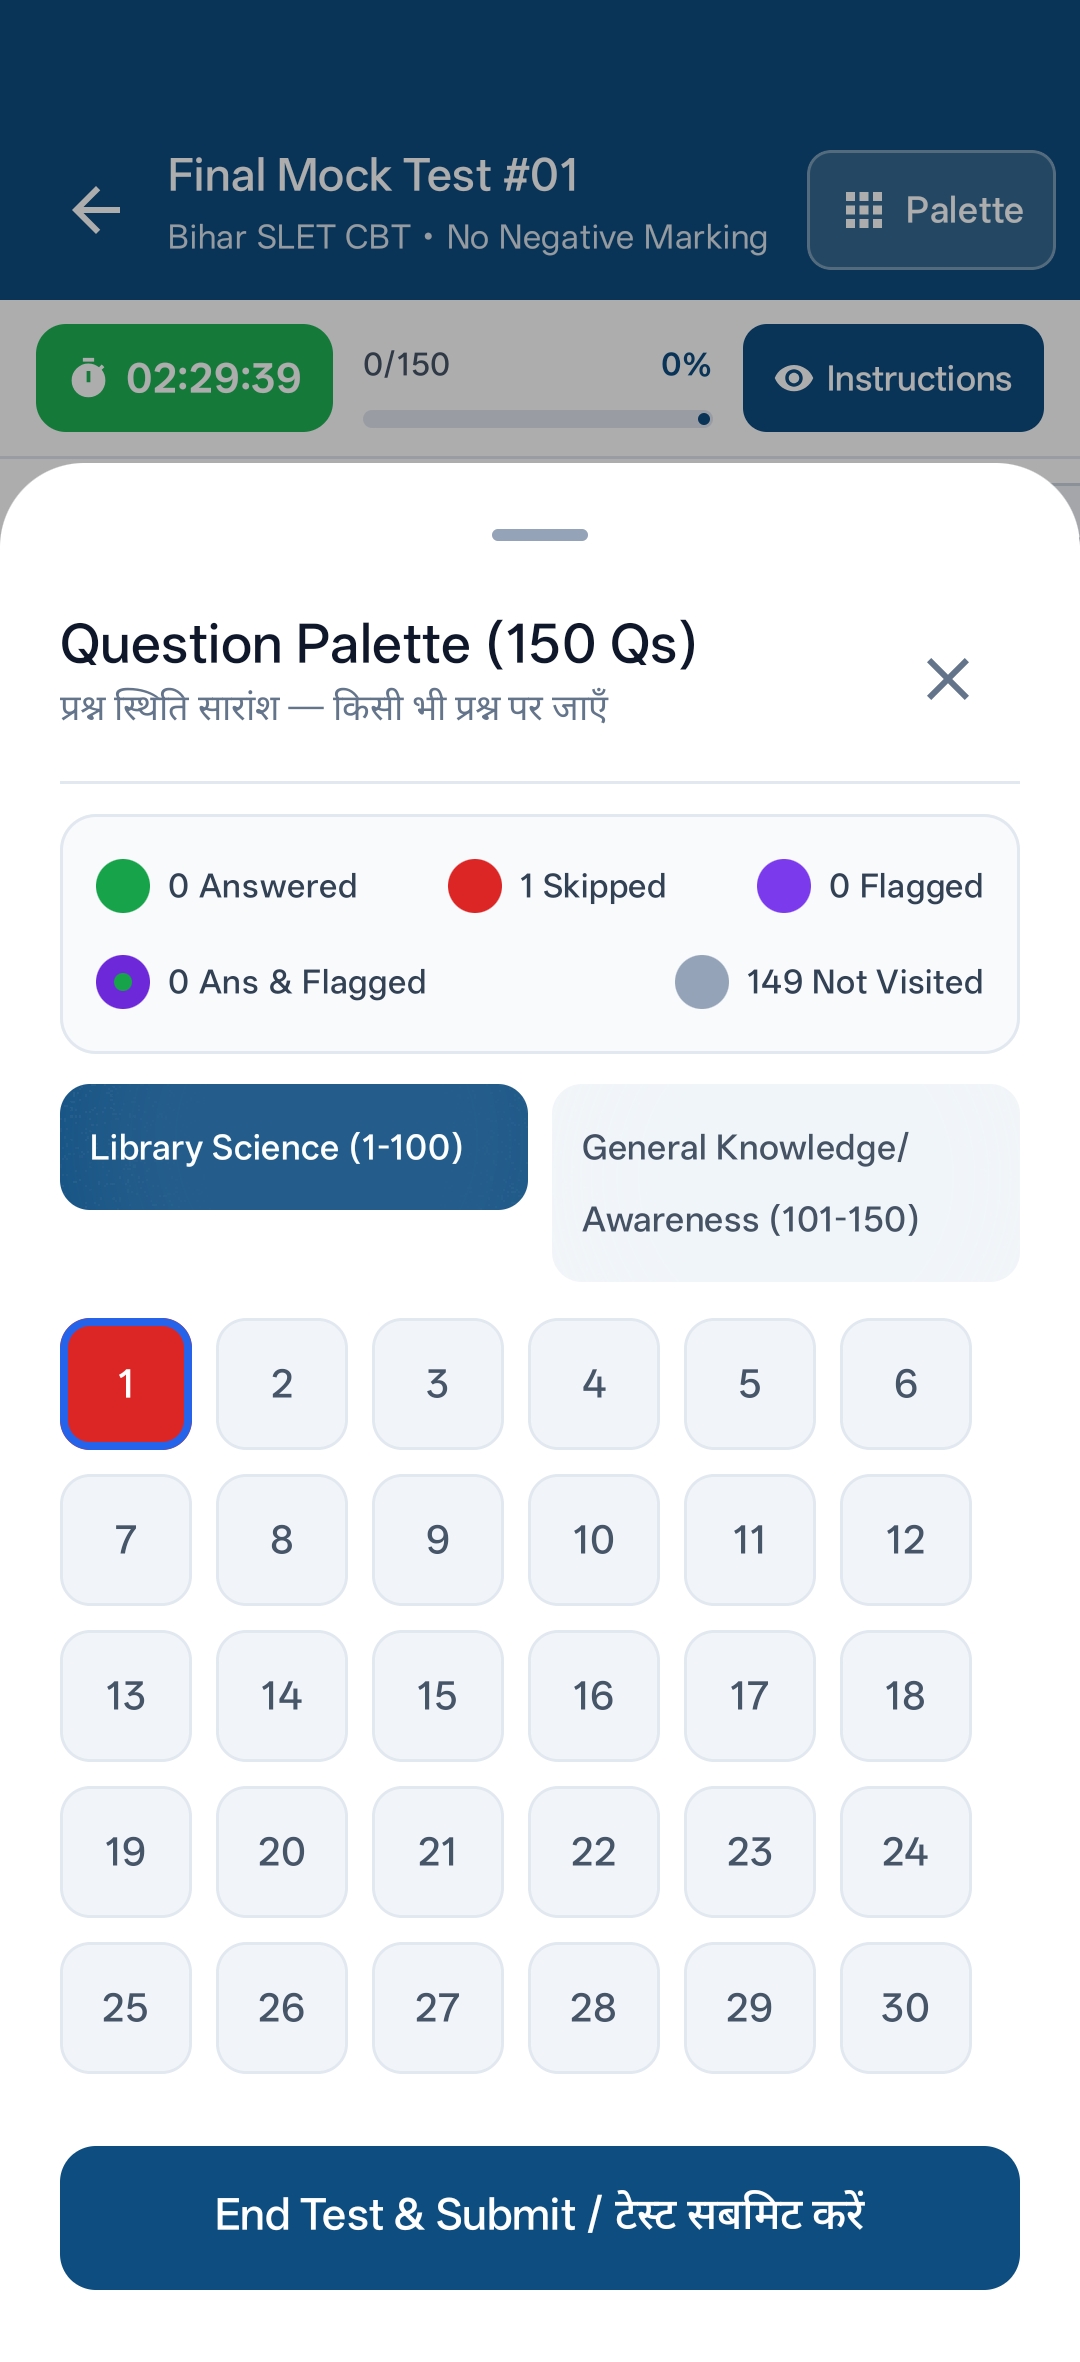 Final Mock Test #01
Bihar SLET CBT • No Negative Marking
Palette
02:29:39
0/150
0%
Instructions
Question Palette (150 Qs)
प्रश्न स्थिति सारांश — किसी भी प्रश्न पर जाएँ
0 Answered
1 Skipped
0 Flagged
0 Ans & Flagged
149 Not Visited
Library Science (1-100)
General Knowledge/
Awareness (101-150)
1 2 3 4 5 6
7 8 9 10 11 12
13 14 15 16 17 18
19 20 21 22 23 24
25 26 27 28 29 30
End Test & Submit / टेस्ट सबमिट करें